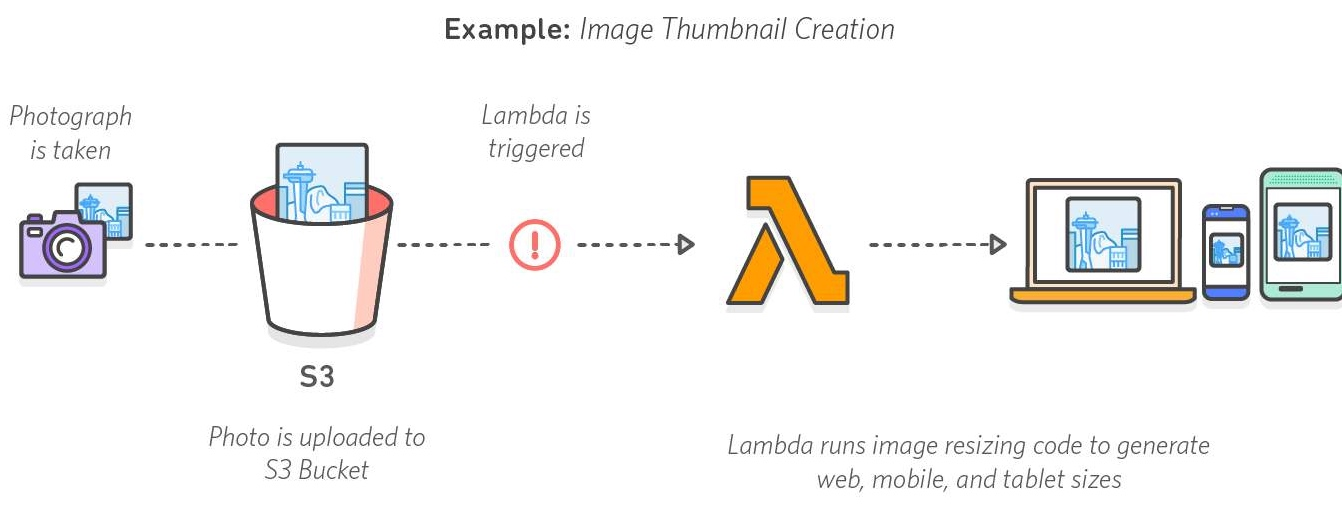 Example: Image Thumbnail Creation
Photograph
is taken
Lambda is
triggered
S3
Photo is uploaded to
S3 Bucket
Lambda runs image resizing code to generate
web, mobile, and tablet sizes